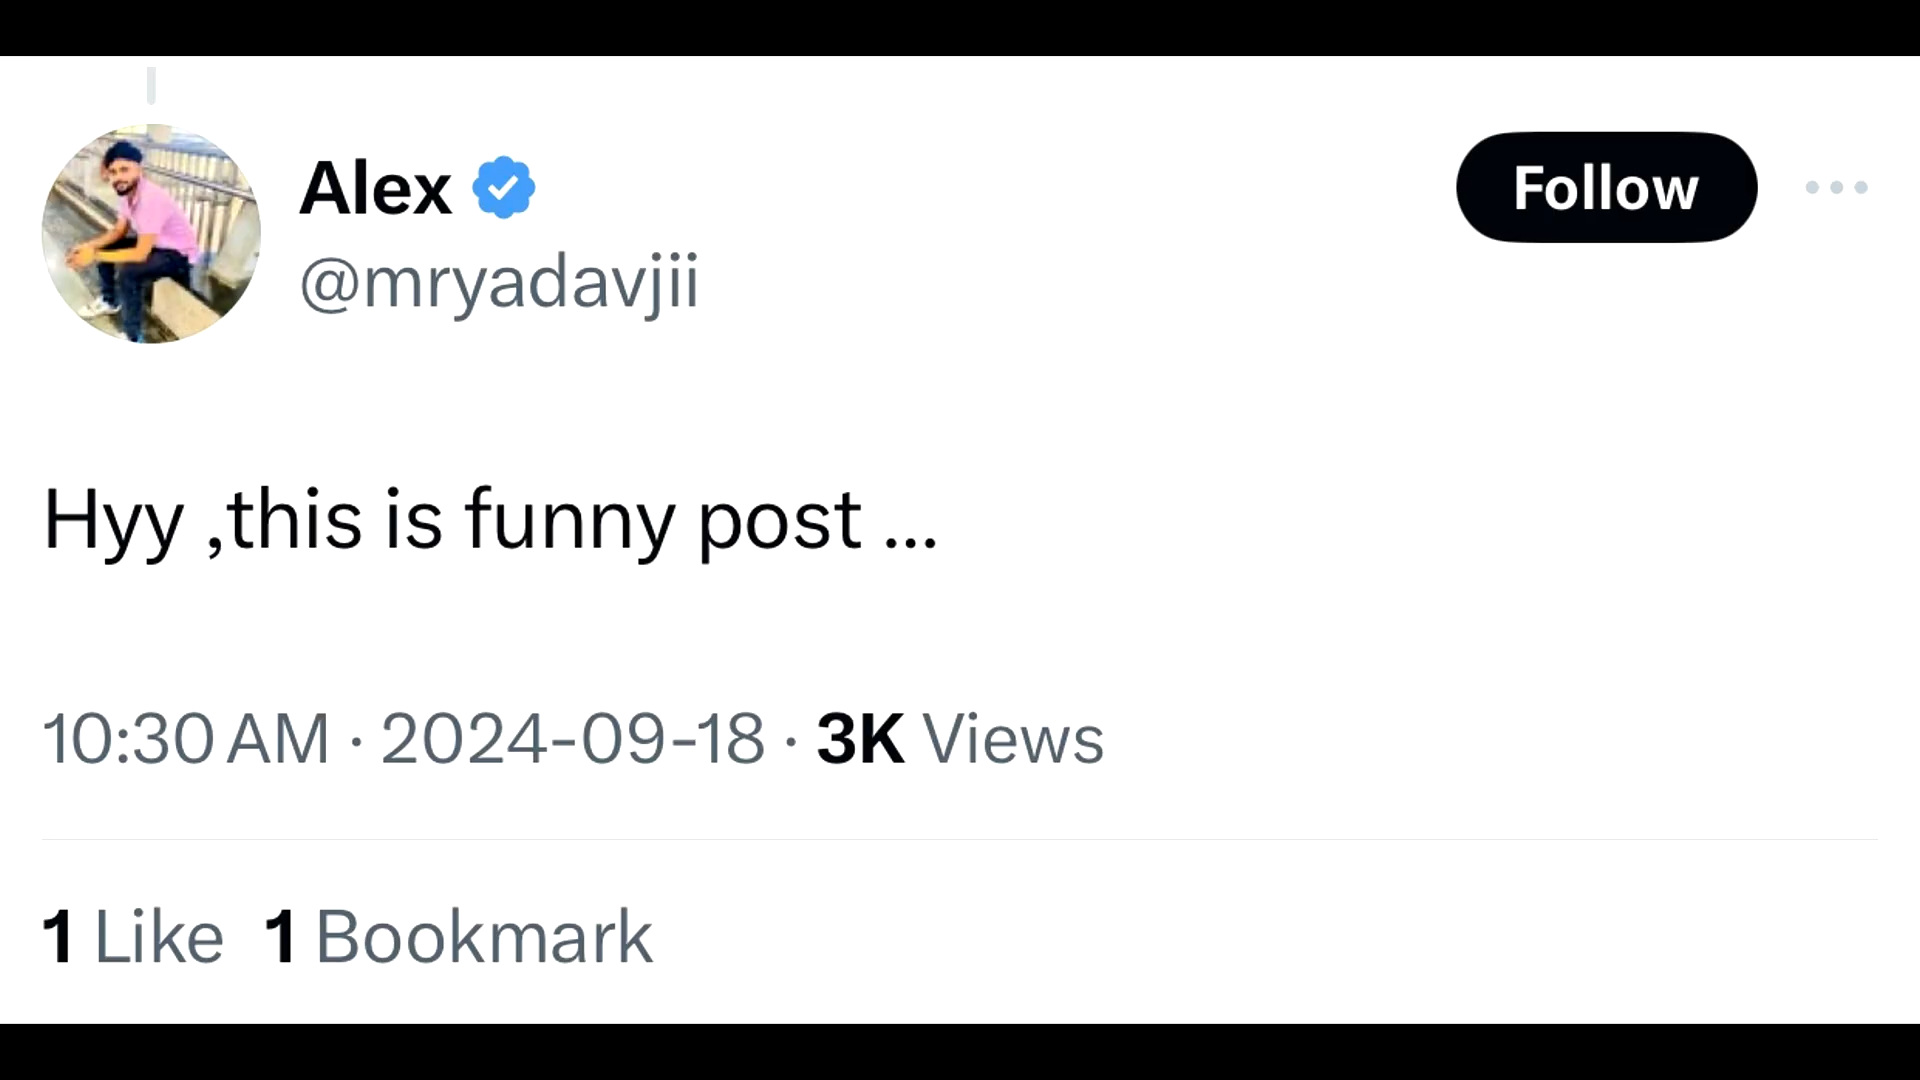 Alex
Follow
@mryadavjii
Hyy ,this is funny post ...
10:30 AM · 2024-09-18 · 3K Views
1 Like 1 Bookmark